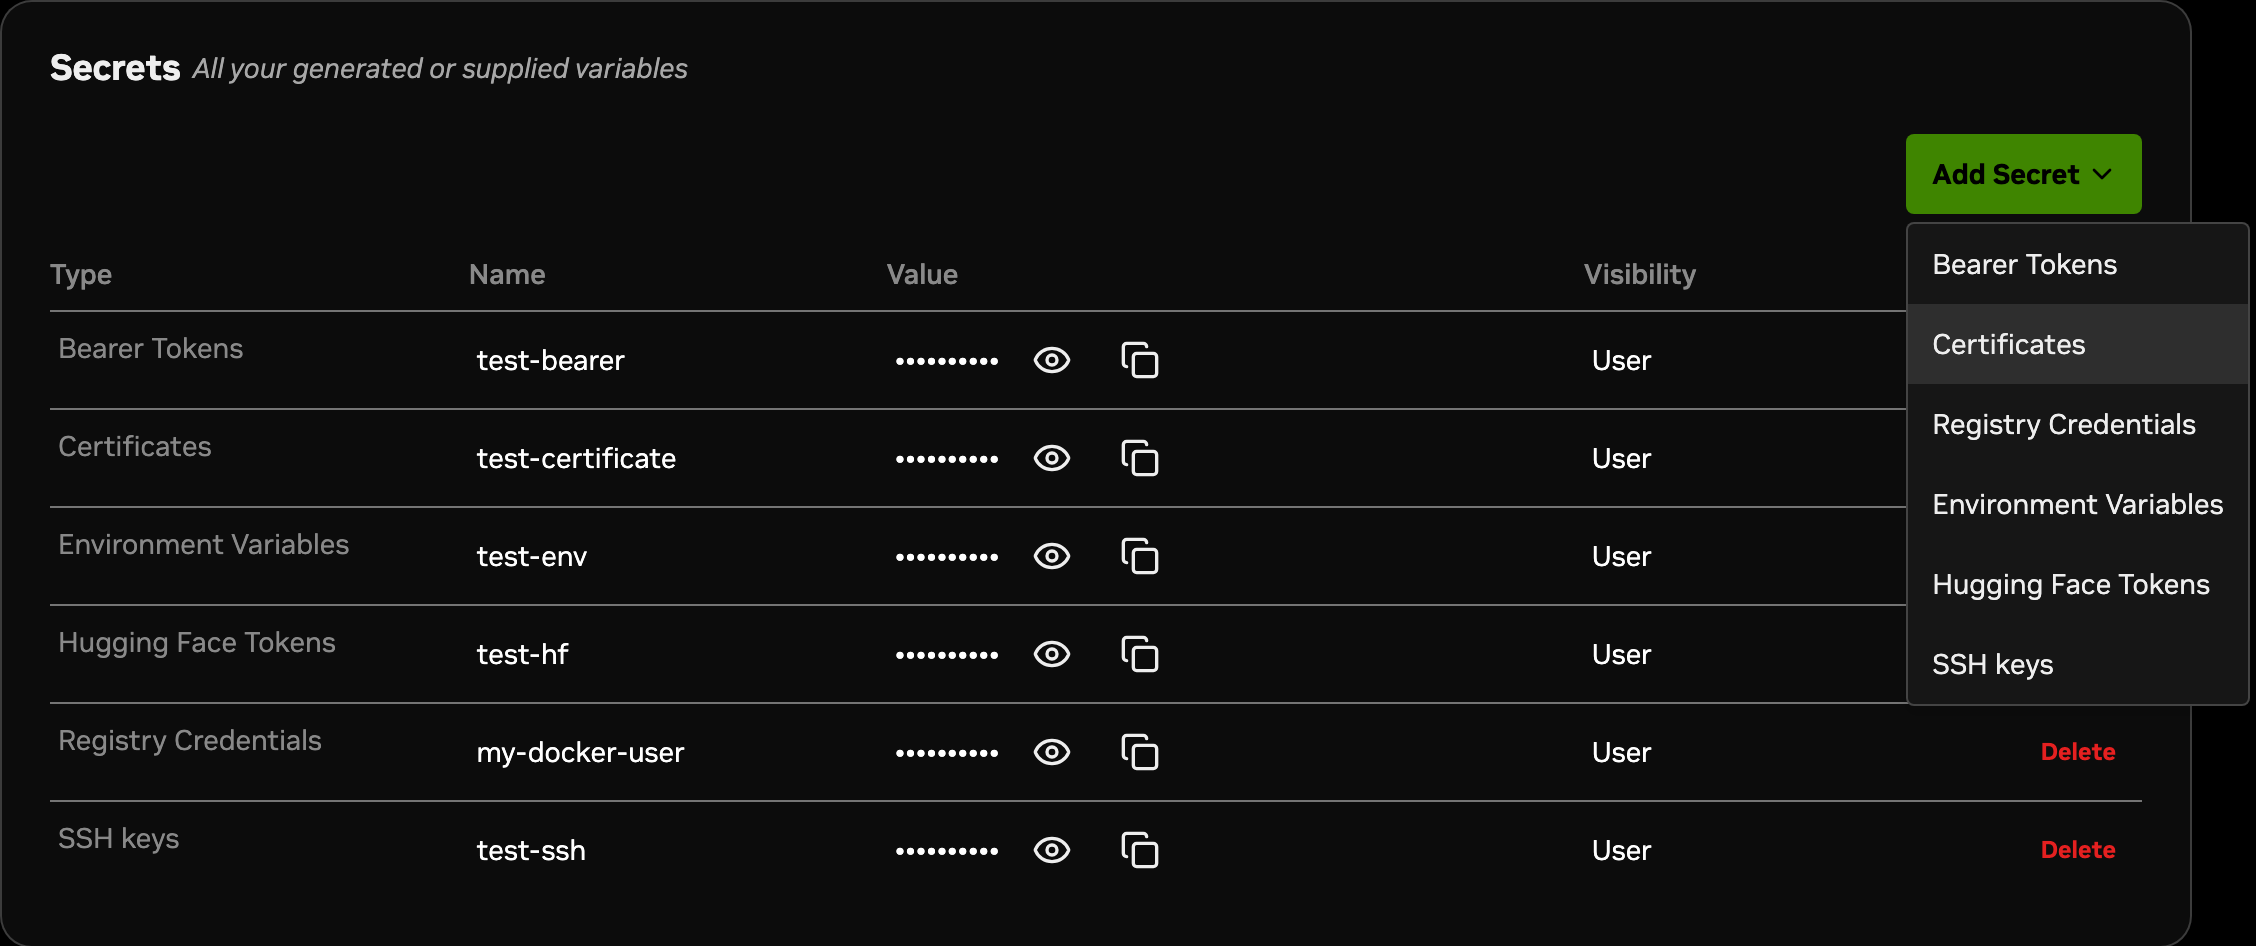 Secrets All your generated or supplied variables
Add Secret
Type Name Value Visibility
Bearer Tokens test-bearer •••••••••• User
Certificates test-certificate •••••••••• User
Environment Variables test-env •••••••••• User
Hugging Face Tokens test-hf •••••••••• User
Registry Credentials my-docker-user •••••••••• User Delete
SSH keys test-ssh •••••••••• User Delete
Bearer Tokens
Certificates
Registry Credentials
Environment Variables
Hugging Face Tokens
SSH keys